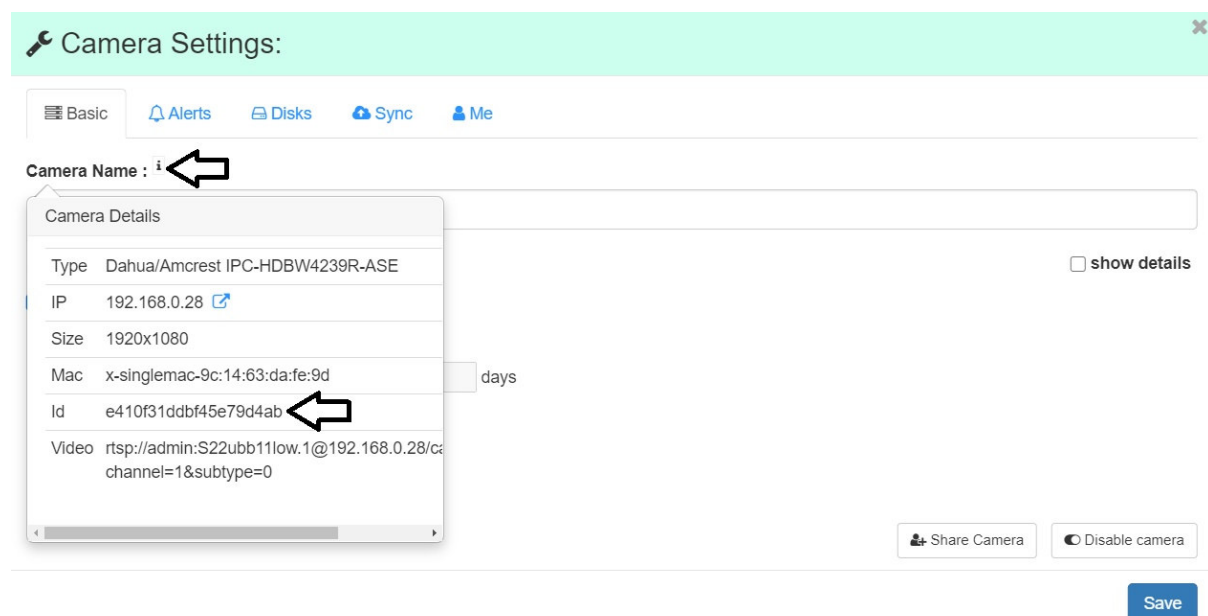 Camera Settings:
Basic Alerts Disks Sync Me
Camera Name : i
Camera Details
Type Dahua/Amcrest IPC-HDBW4239R-ASE
show details
IP 192.168.0.28
Size 1920x1080
Mac x-singlemac-9c:14:63:da:fe:9d
days
Id e410f31ddbf45e79d4ab
Video rtsp://admin:S22ubb11low.1@192.168.0.28/ca
channel=1&subtype=0
Share Camera Disable camera
Save